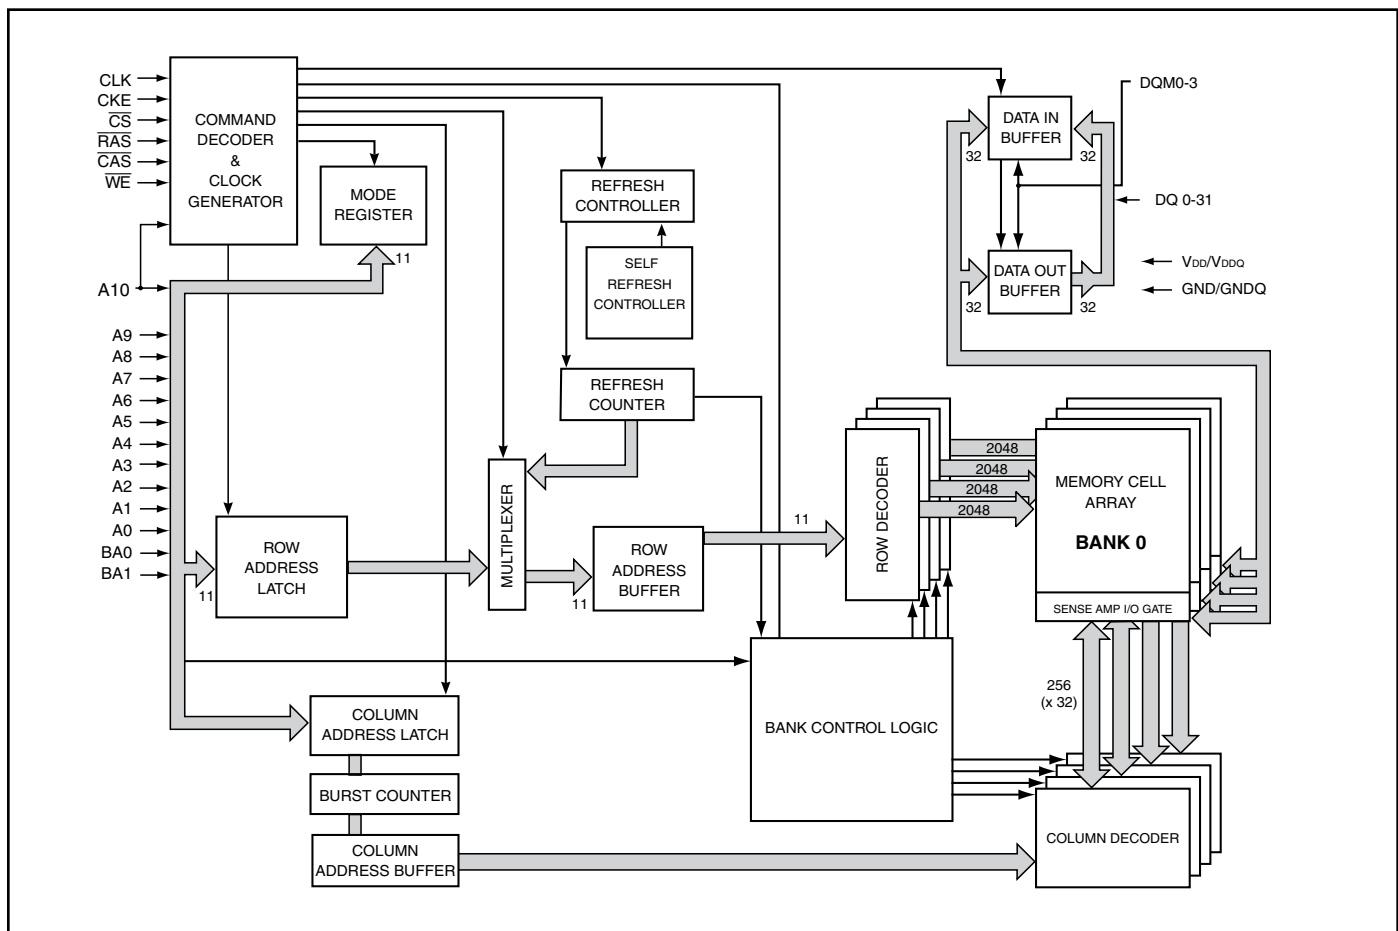 CLK
CKE
C̅S̅
R̅A̅S̅
C̅A̅S̅
W̅E̅
A10
A9
A8
A7
A6
A5
A4
A3
A2
A1
A0
BA0
BA1
COMMAND
DECODER
&
CLOCK
GENERATOR
MODE
REGISTER
11
REFRESH
CONTROLLER
SELF
REFRESH
CONTROLLER
REFRESH
COUNTER
DATA IN
BUFFER
32
32
DQM0-3
DQ 0-31
DATA OUT
BUFFER
32
32
VDD/VDDQ
GND/GNDQ
11
ROW
ADDRESS
LATCH
MULTIPLEXER
11
ROW
ADDRESS
BUFFER
11
ROW DECODER
2048
2048
2048
2048
MEMORY CELL
ARRAY
BANK 0
SENSE AMP I/O GATE
256
(x 32)
BANK CONTROL LOGIC
COLUMN
ADDRESS LATCH
BURST COUNTER
COLUMN
ADDRESS BUFFER
COLUMN DECODER